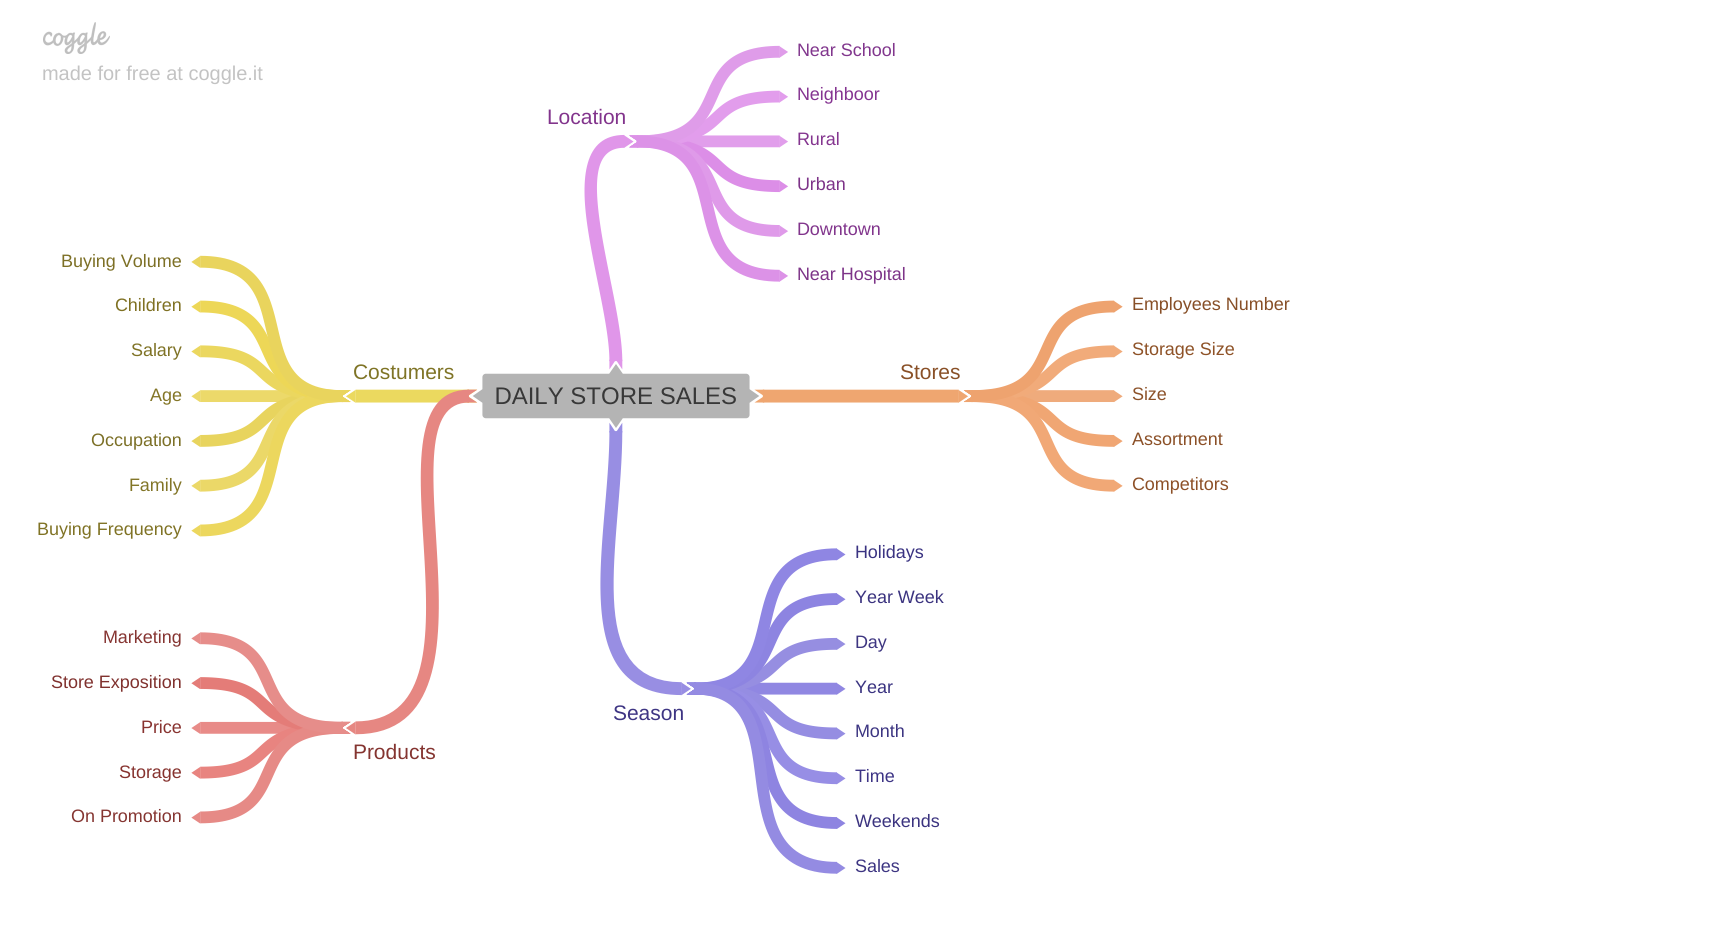 coggle
made for free at coggle.it
Location
Near School
Neighboor
Rural
Urban
Downtown
Near Hospital
Costumers
Buying Volume
Children
Salary
Age
Occupation
Family
Buying Frequency
DAILY STORE SALES
Stores
Employees Number
Storage Size
Size
Assortment
Competitors
Products
Marketing
Store Exposition
Price
Storage
On Promotion
Season
Holidays
Year Week
Day
Year
Month
Time
Weekends
Sales